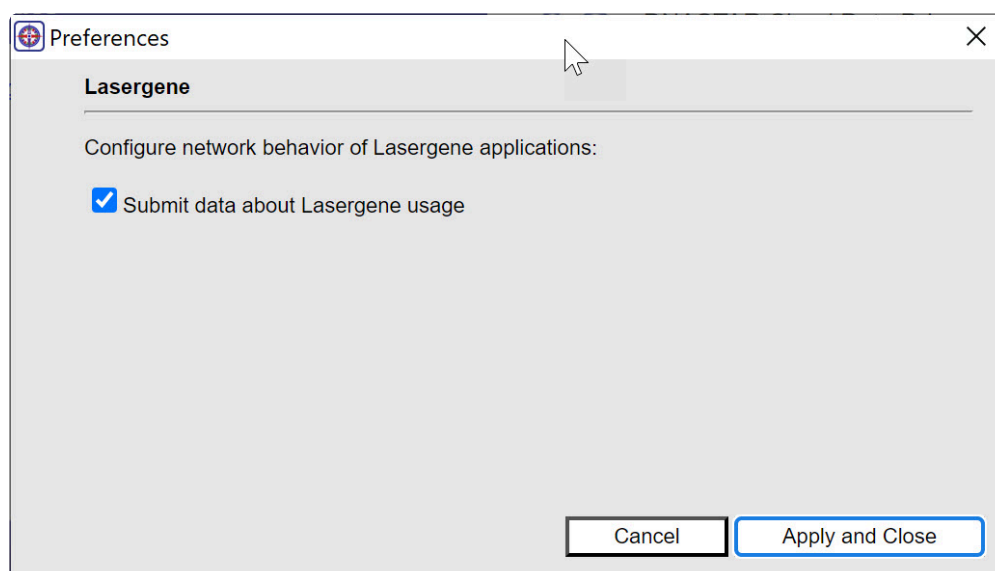 Preferences
Lasergene
Configure network behavior of Lasergene applications:
Submit data about Lasergene usage
Cancel
Apply and Close